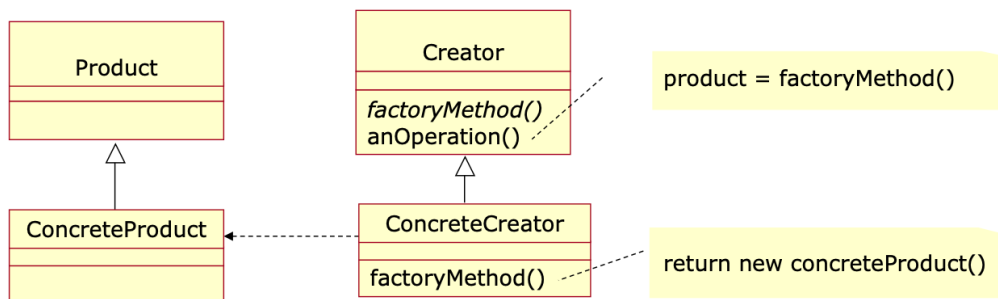 Product
Creator
factoryMethod()
anOperation()
product = factoryMethod()
ConcreteProduct
ConcreteCreator
factoryMethod()
return new concreteProduct()